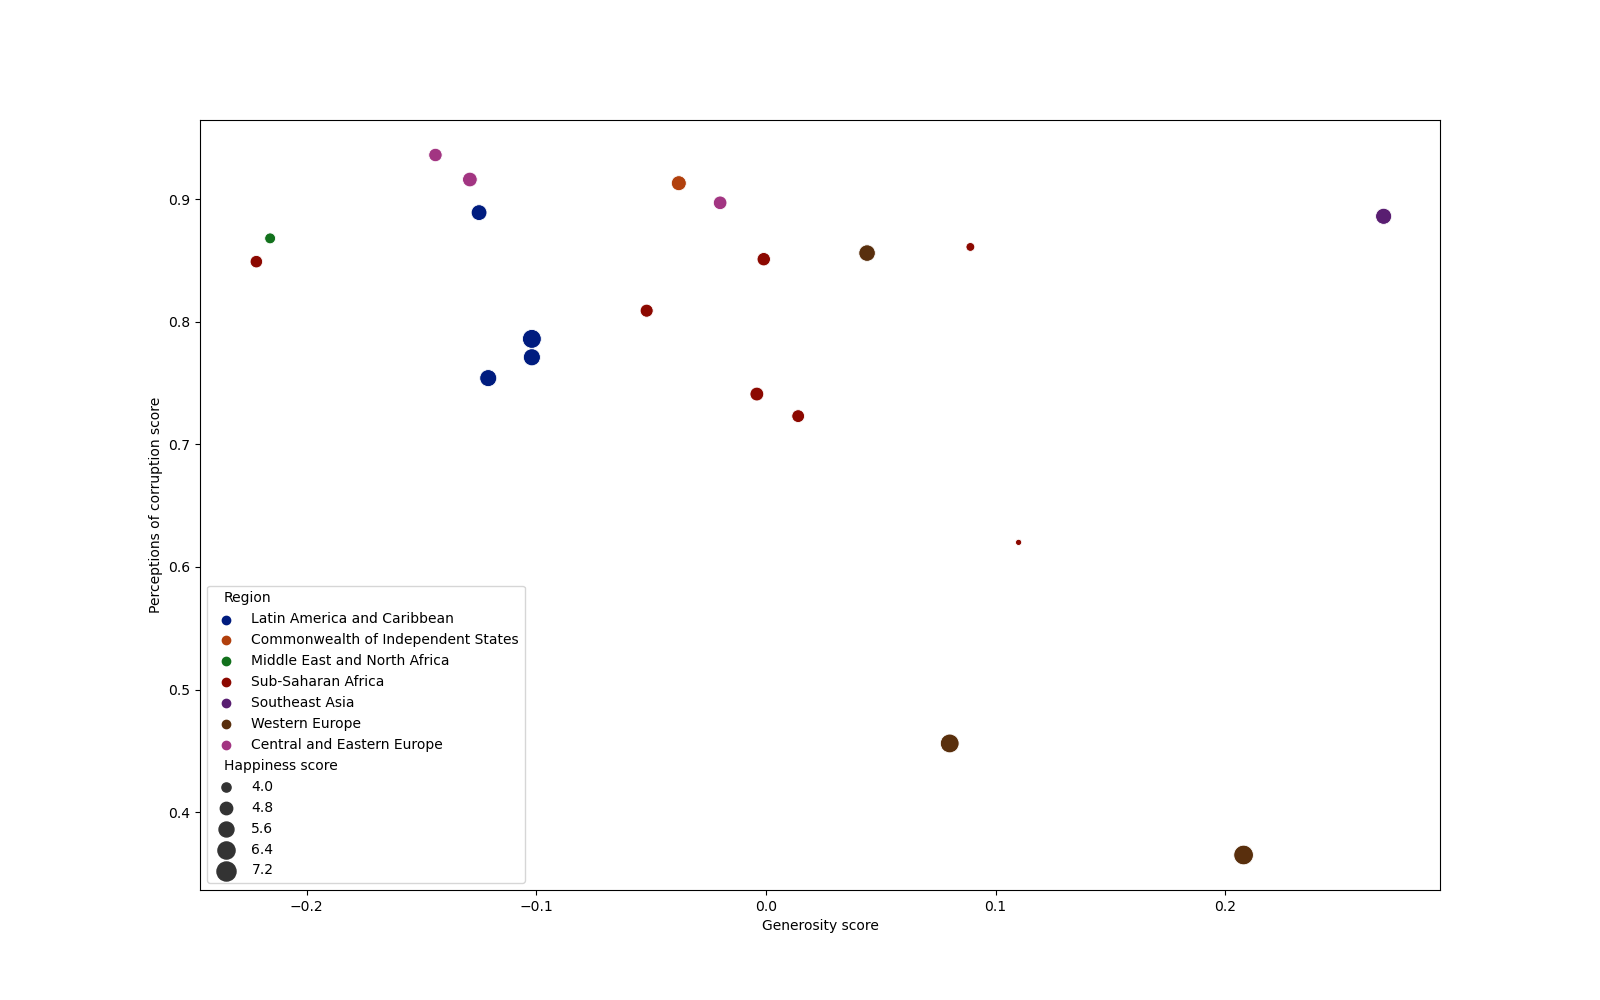 0.9
0.8
0.7
0.6
0.5
0.4
Perceptions of corruption score
Region
Latin America and Caribbean
Commonwealth of Independent States
Middle East and North Africa
Sub-Saharan Africa
Southeast Asia
Western Europe
Central and Eastern Europe
Happiness score
4.0
4.8
5.6
6.4
7.2
−0.2 −0.1 0.0 0.1 0.2
Generosity score